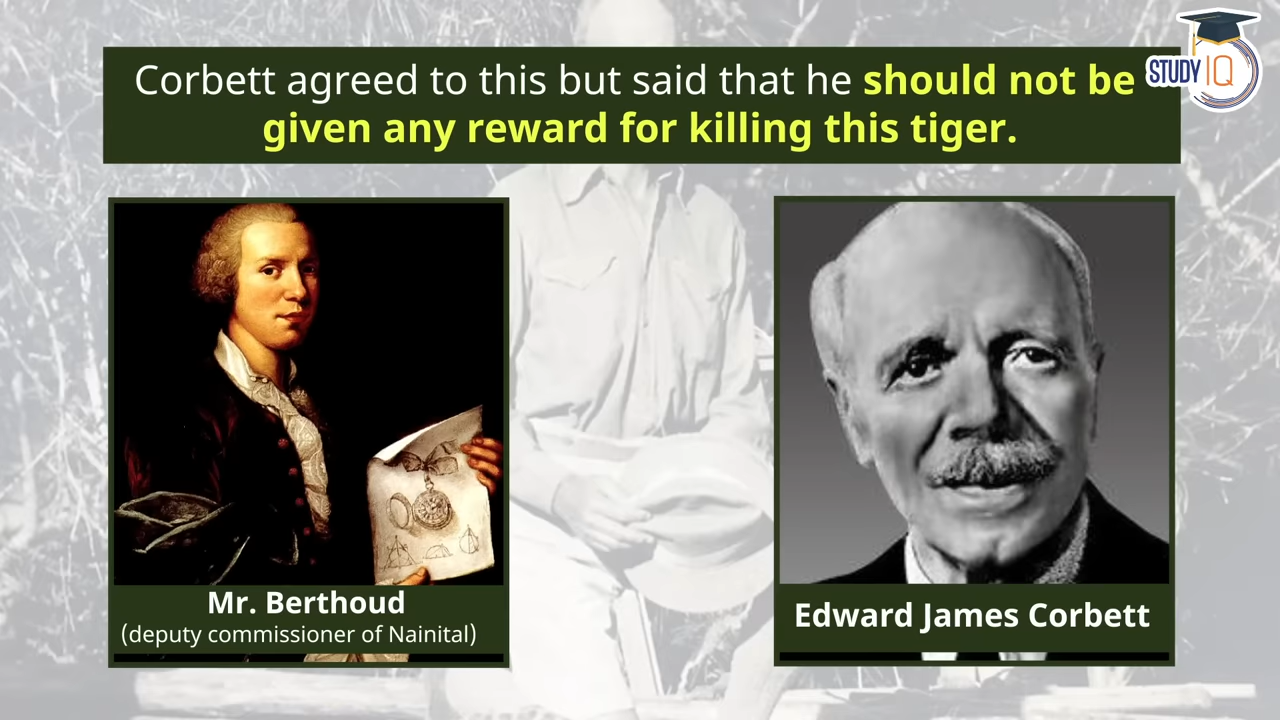 Corbett agreed to this but said that he should not be
given any reward for killing this tiger.
STUDY IQ
Mr. Berthoud
(deputy commissioner of Nainital)
Edward James Corbett